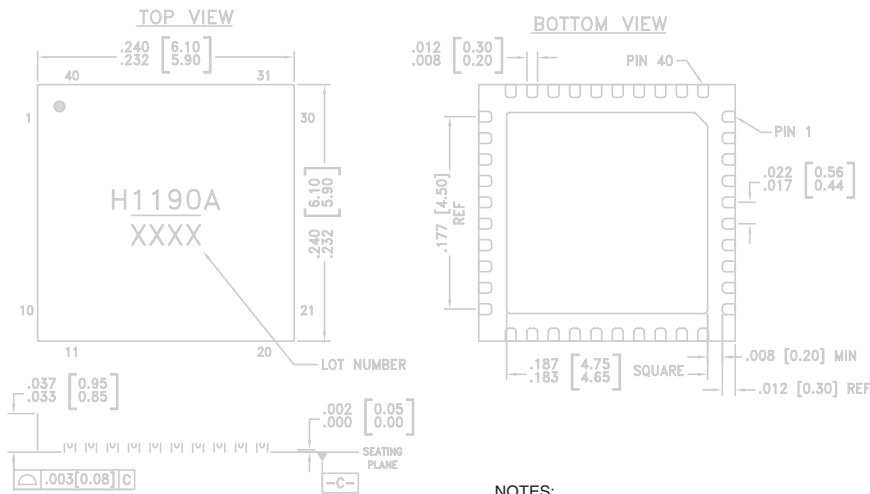 TOP VIEW
.240 [6.10]
.232 [5.90]
40
31
1
30
H1190A
XXXX
.240 [6.10]
.232 [5.90]
10
21
11
20
LOT NUMBER
.037 [0.95]
.033 [0.85]
.002 [0.05]
.000 [0.00]
SEATING
PLANE
.003[0.08] C
-C-
BOTTOM VIEW
.012 [0.30]
.008 [0.20]
PIN 40
PIN 1
.022 [0.56]
.017 [0.44]
.177 [4.50]
REF
.187 [4.75]
.183 [4.65]
SQUARE
.008 [0.20] MIN
.012 [0.30] REF
NOTES: